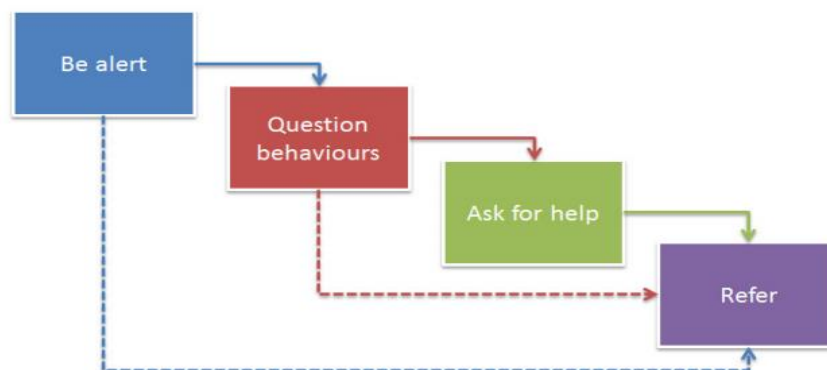 Be alert
Question
behaviours
Ask for help
Refer